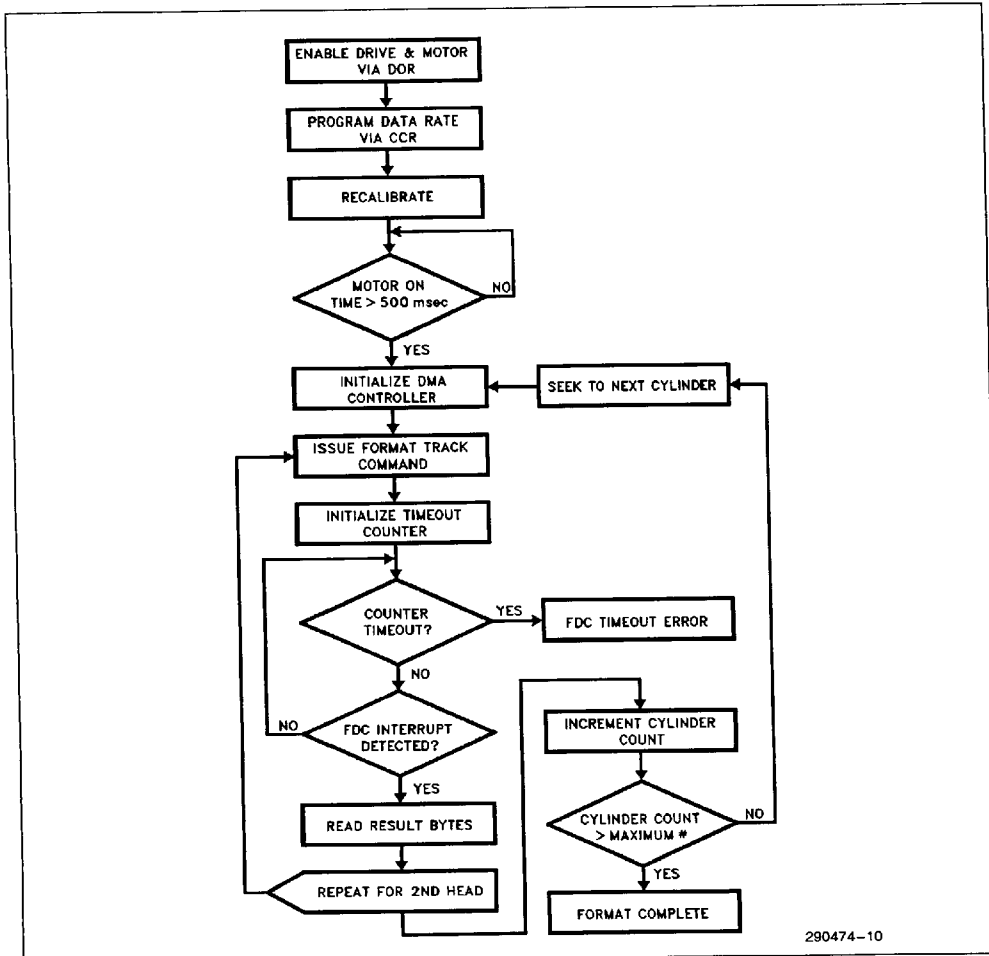 ENABLE DRIVE & MOTOR
VIA DOR
PROGRAM DATA RATE
VIA CCR
RECALIBRATE
MOTOR ON
TIME > 500 msec
NO
YES
INITIALIZE DMA
CONTROLLER
SEEK TO NEXT CYLINDER
ISSUE FORMAT TRACK
COMMAND
INITIALIZE TIMEOUT
COUNTER
COUNTER
TIMEOUT?
YES
FDC TIMEOUT ERROR
NO
FDC INTERRUPT
DETECTED?
NO
YES
READ RESULT BYTES
REPEAT FOR 2ND HEAD
INCREMENT CYLINDER
COUNT
CYLINDER COUNT
> MAXIMUM #
NO
YES
FORMAT COMPLETE
290474-10